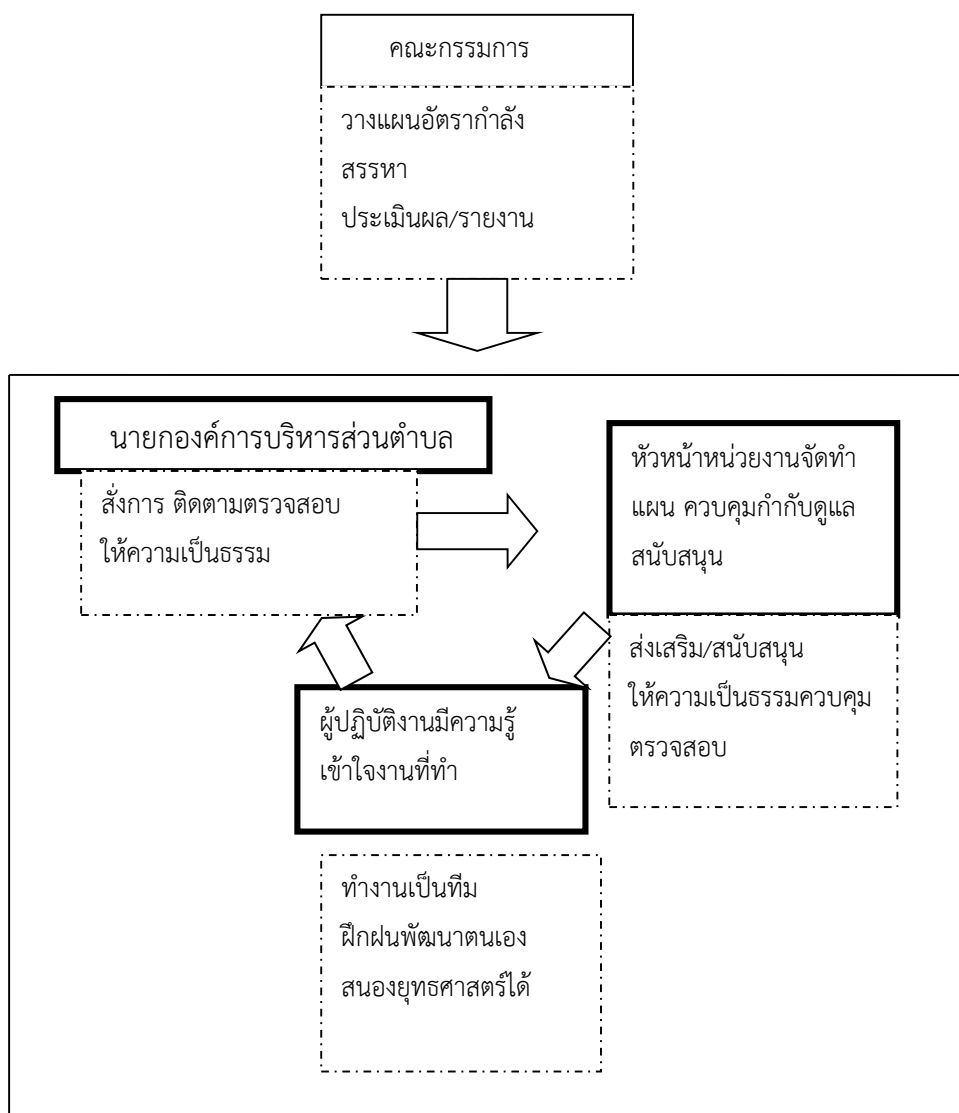 คณะกรรมการ
วางแผนอัตรากำลัง
สรรหา
ประเมินผล/รายงาน
นายกองค์การบริหารส่วนตำบล
สั่งการ ติดตามตรวจสอบ
ให้ความเป็นธรรม
หัวหน้าหน่วยงานจัดทำ
แผน ควบคุมกำกับดูแล
สนับสนุน
ส่งเสริม/สนับสนุน
ให้ความเป็นธรรมควบคุม
ตรวจสอบ
ผู้ปฏิบัติงานมีความรู้
เข้าใจงานที่ทำ
ทำงานเป็นทีม
ฝึกฝนพัฒนาตนเอง
สนองยุทธศาสตร์ได้